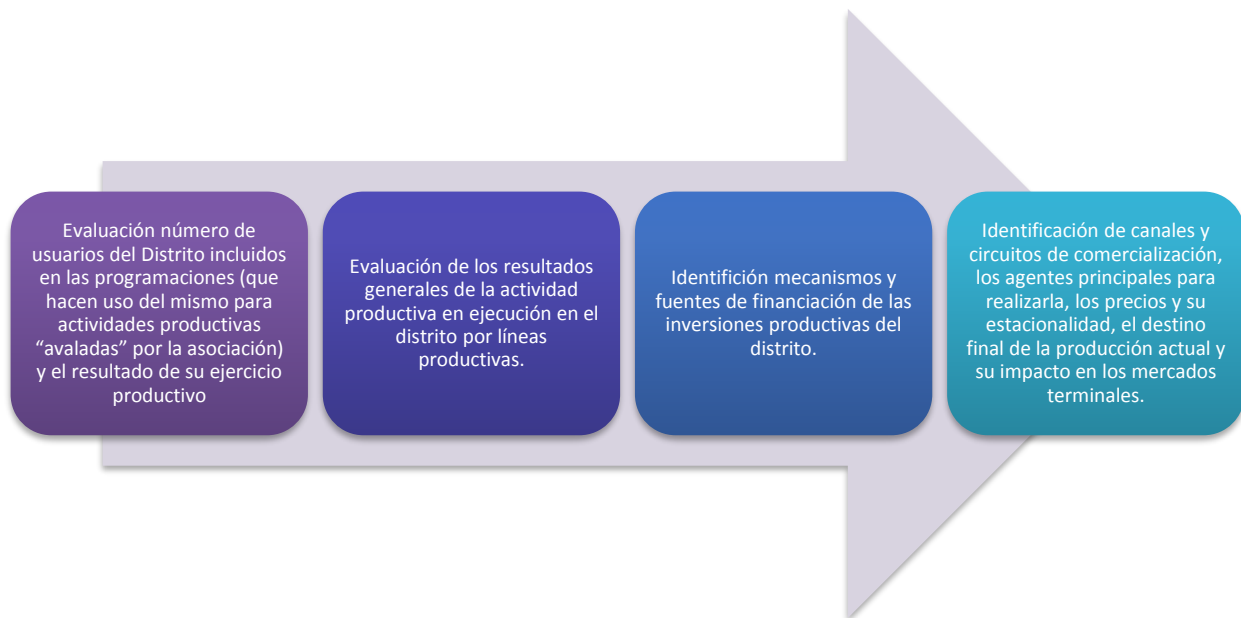 Evaluación número de
usuarios del Distrito incluidos
en las programaciones (que
hacen uso del mismo para
actividades productivas
“avaladas” por la asociación)
y el resultado de su ejercicio
productivo
Evaluación de los resultados
generales de la actividad
productiva en ejecución en el
distrito por líneas
productivas.
Identifición mecanismos y
fuentes de financiación de las
inversiones productivas del
distrito.
Identificación de canales y
circuitos de comercialización,
los agentes principales para
realizarla, los precios y su
estacionalidad, el destino
final de la producción actual y
su impacto en los mercados
terminales.